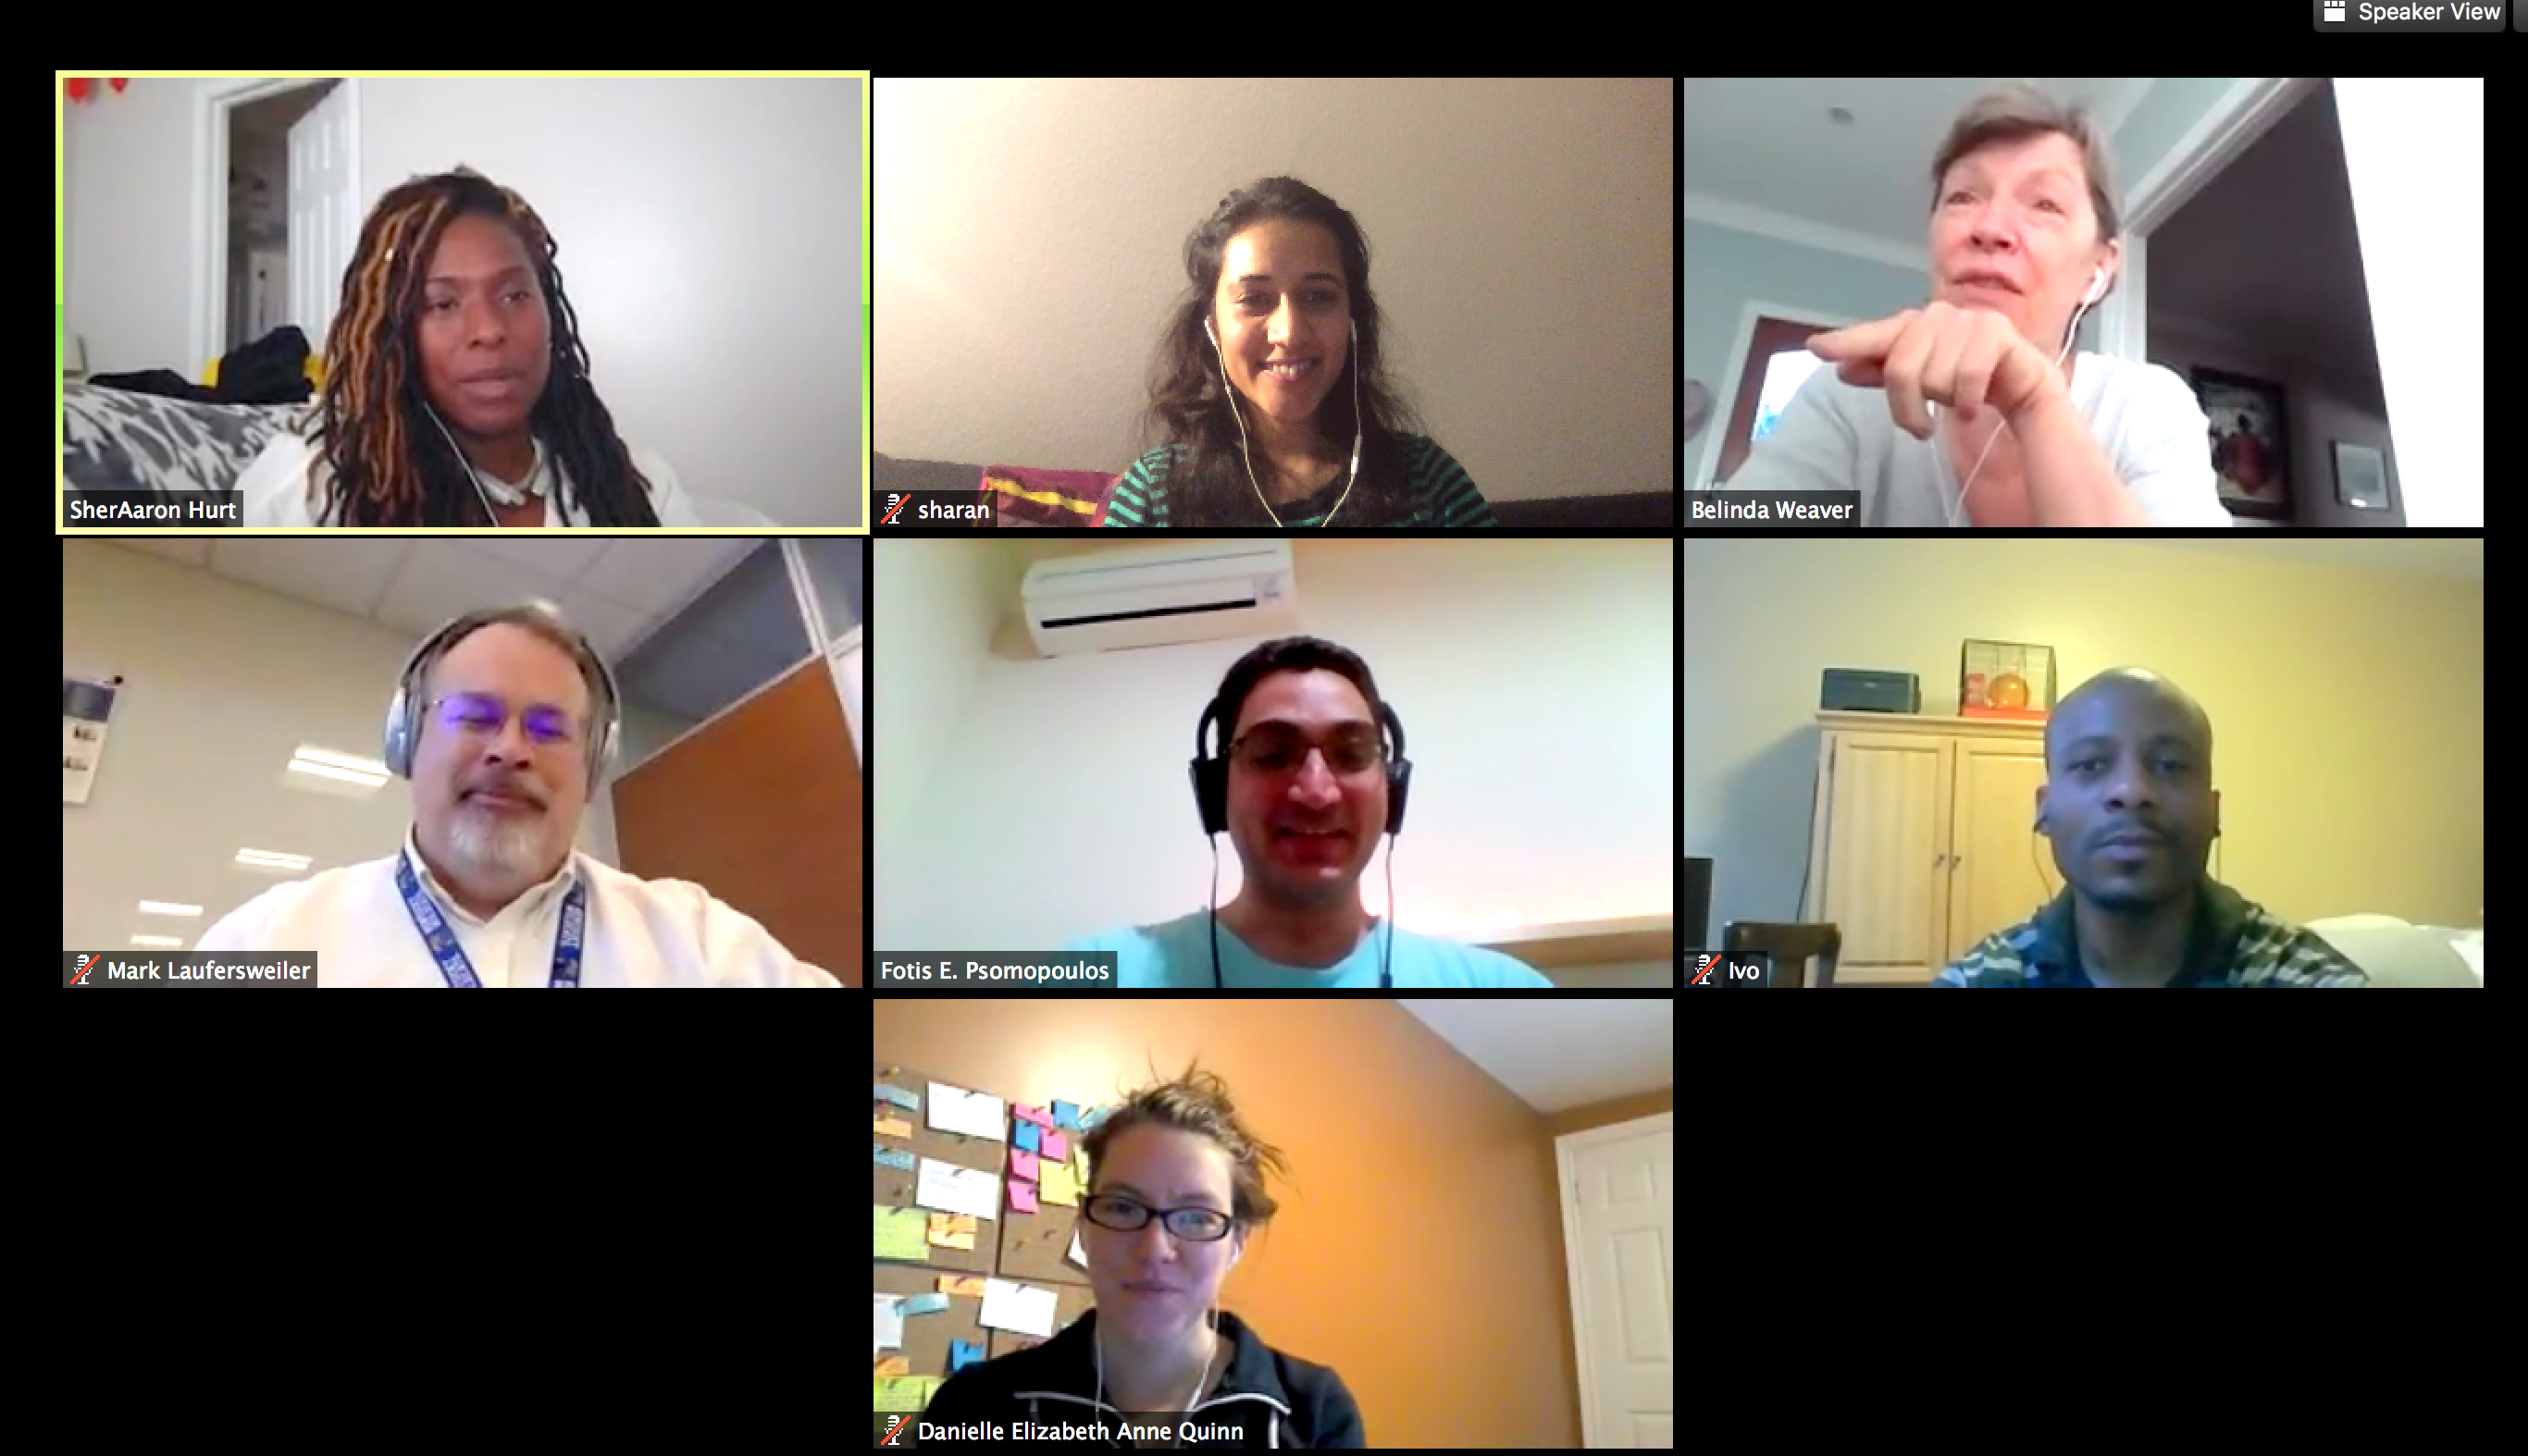 Speaker View
SherAaron Hurt
sharan
Belinda Weaver
Mark Laufersweiler
Fotis E. Psomopoulos
Ivo
Danielle Elizabeth Anne Quinn